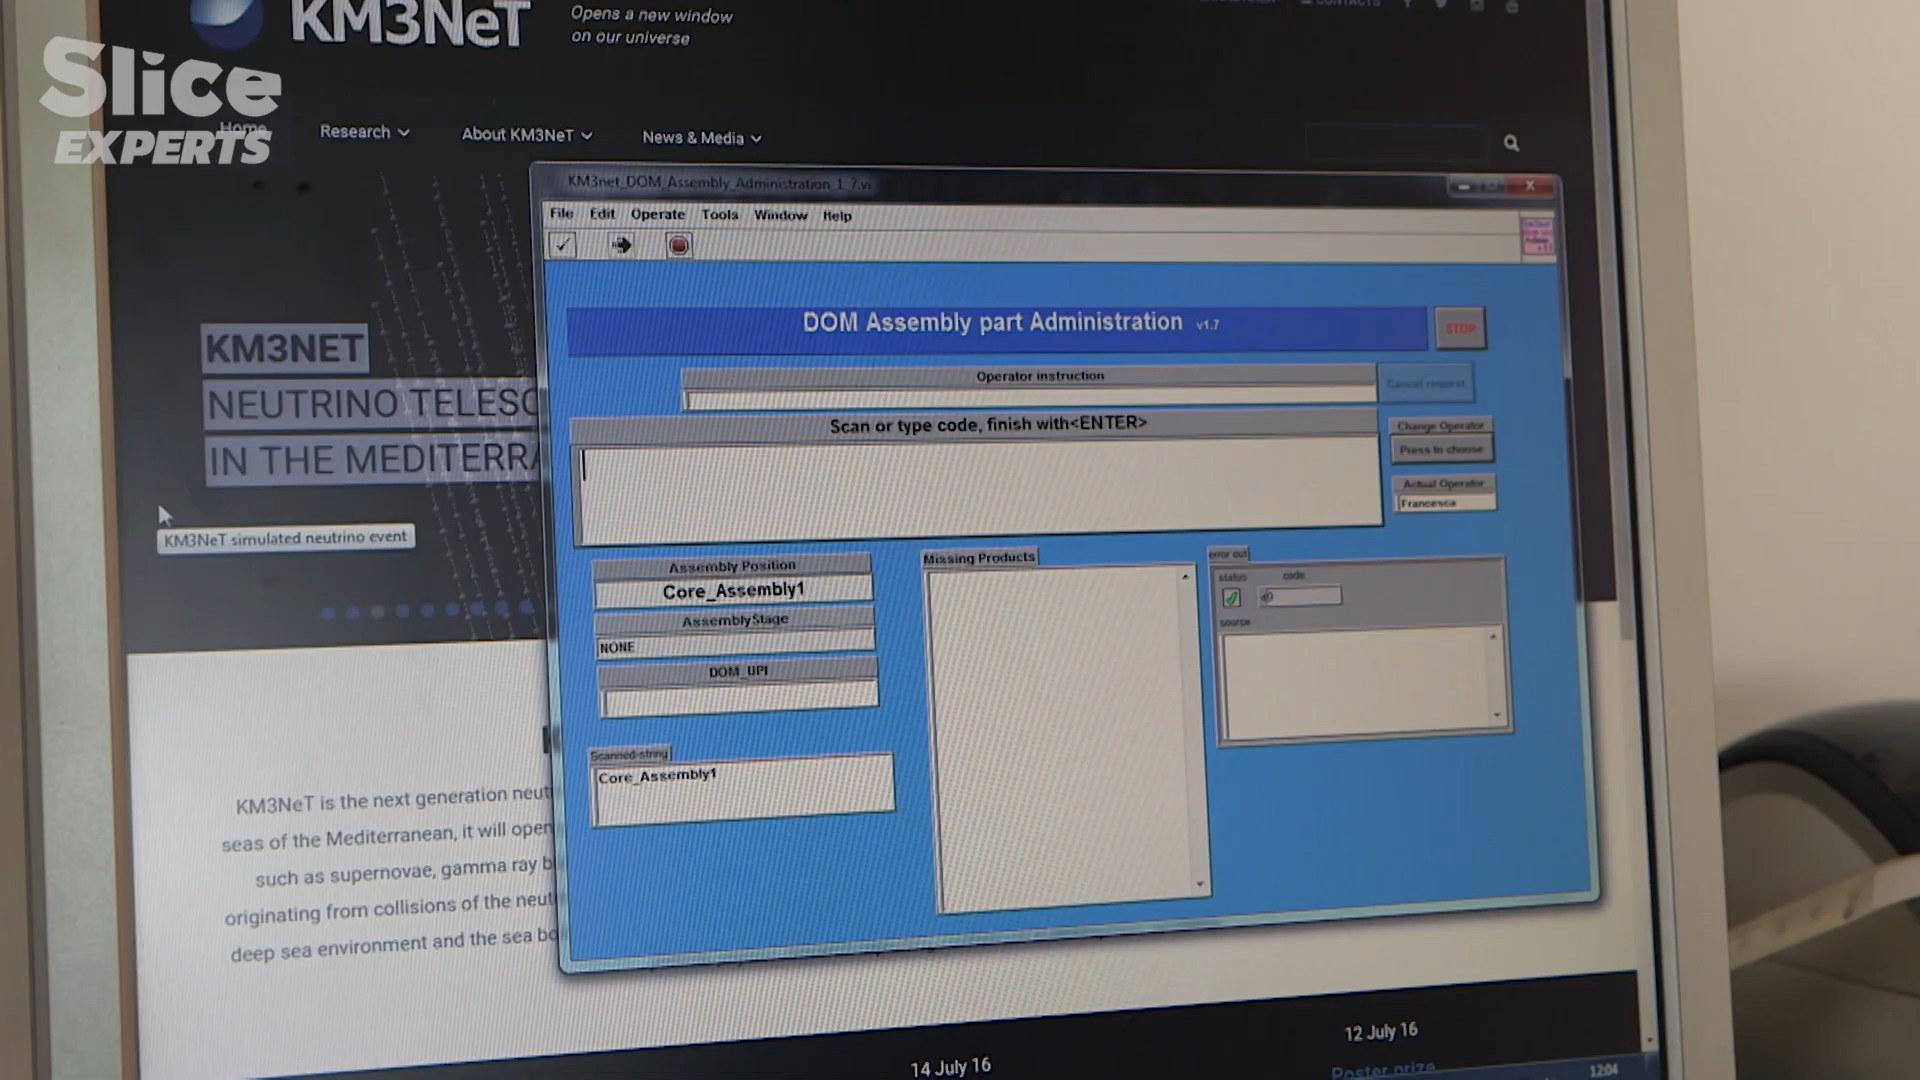 KM3NeT
Opens a new window
on our universe
Slice
EXPERTS
Home
Research
About KM3NeT
News & Media
KM3net_DOM_Assembly_Administration_1_7.vi
File Edit Operate Tools Window Help
DOM Assembly part Administration v1.7
STOP
Operator instruction
Cancel request
Scan or type code, finish with<ENTER>
Change Operator
Press to choose
Actual Operator
Francesca
KM3NET
NEUTRINO TELESC
IN THE MEDITERRA
KM3NeT simulated neutrino event
Assembly Position
Core_Assembly1
AssemblyStage
NONE
DOM_UPI
Scanned-string
Core_Assembly1
Missing Products
error out
status
code
source
KM3NeT is the next generation neut
seas of the Mediterranean, it will open
such as supernovae, gamma ray b
originating from collisions of the neut
deep sea environment and the sea bo
14 July 16
12 July 16
Poster prize
12:04